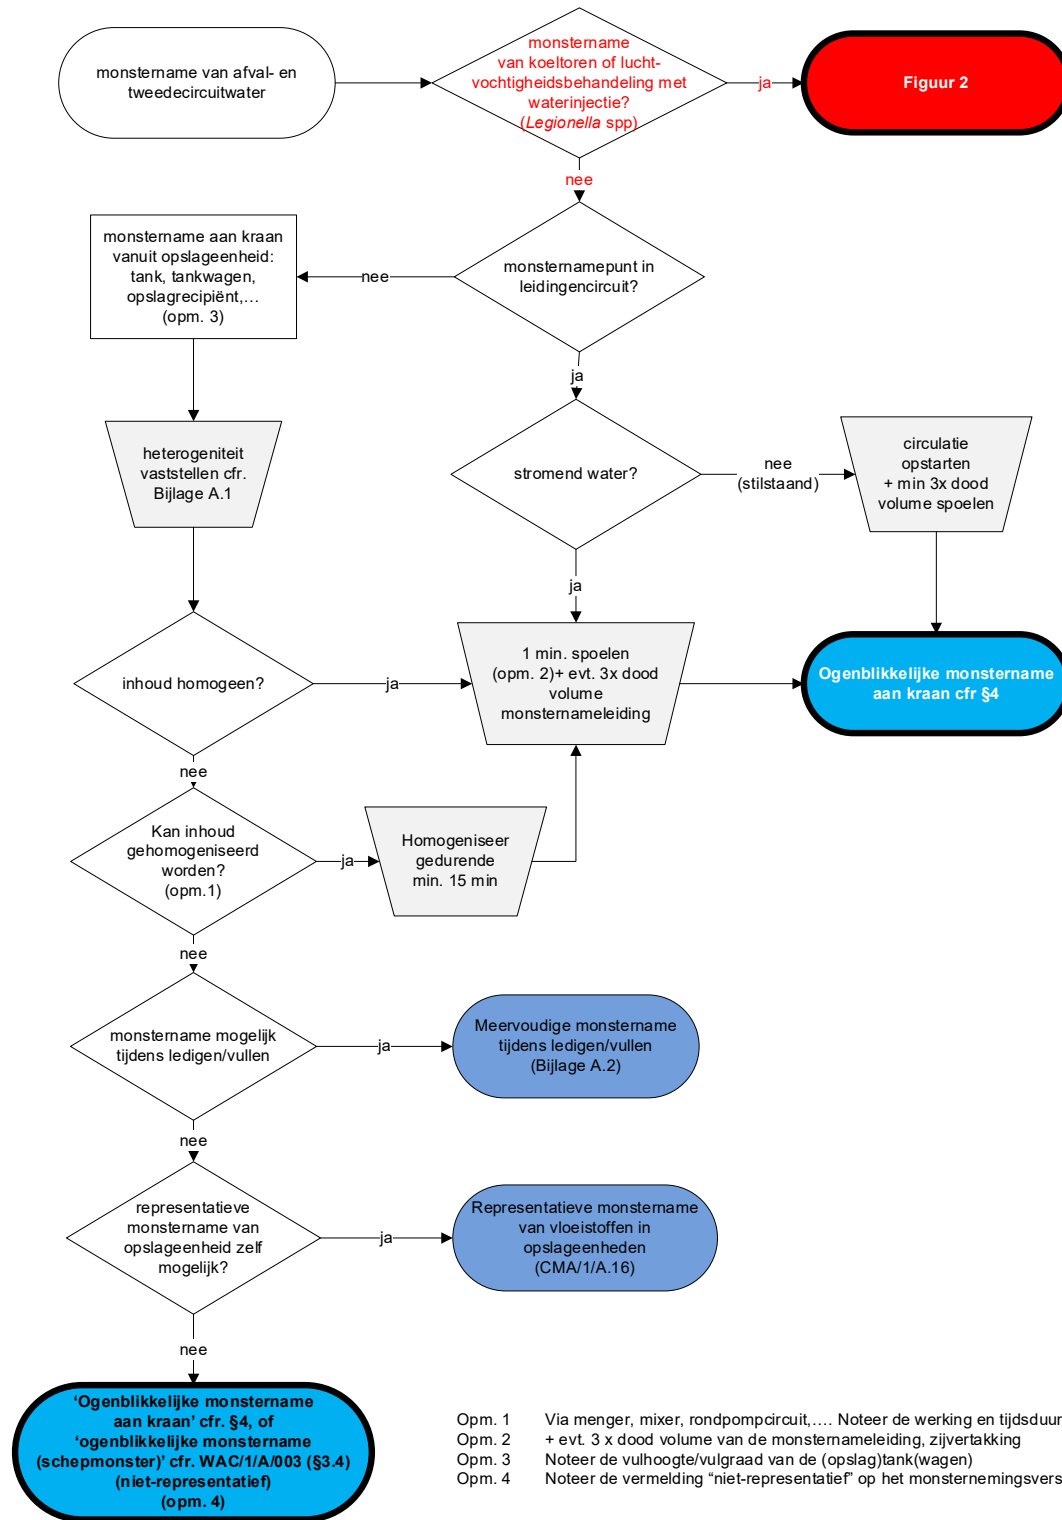 monstername van afval- en
tweedecircuitwater
monstername
van koeltoren of lucht-
vochtigheidsbehandeling met
waterinjectie?
(Legionella spp)
ja
Figuur 2
nee
monstername aan kraan
vanuit opslageenheid:
tank, tankwagen,
opslagrecipiënt,…
(opm. 3)
nee
monsternamepunt in
leidingencircuit?
ja
heterogeniteit
vaststellen cfr.
Bijlage A.1
stromend water?
nee
(stilstaand)
circulatie
opstarten
+ min 3x dood
volume spoelen
ja
inhoud homogeen?
ja
1 min. spoelen
(opm. 2)+ evt. 3x dood
volume
monsternameleiding
Ogenblikkelijke monstername
aan kraan cfr §4
nee
Kan inhoud
gehomogeniseerd
worden?
(opm.1)
ja
Homogeniseer
gedurende
min. 15 min
nee
monstername mogelijk
tijdens ledigen/vullen
ja
Meervoudige monstername
tijdens ledigen/vullen
(Bijlage A.2)
nee
representatieve
monstername van
opslageenheid zelf
mogelijk?
ja
Representatieve monstername
van vloeistoffen in
opslageenheden
(CMA/1/A.16)
nee
‘Ogenblikkelijke monstername
aan kraan’ cfr. §4, of
‘ogenblikkelijke monstername
(schepmonster)’ cfr. WAC/1/A/003 (§3.4)
(niet-representatief)
(opm. 4)
Opm. 1 Via menger, mixer, rondpompcircuit,…. Noteer de werking en tijdsduur
Opm. 2 + evt. 3 x dood volume van de monsternameleiding, zijvertakking
Opm. 3 Noteer de vulhoogte/vulgraad van de (opslag)tank(wagen)
Opm. 4 Noteer de vermelding “niet-representatief” op het monsternemingsvers